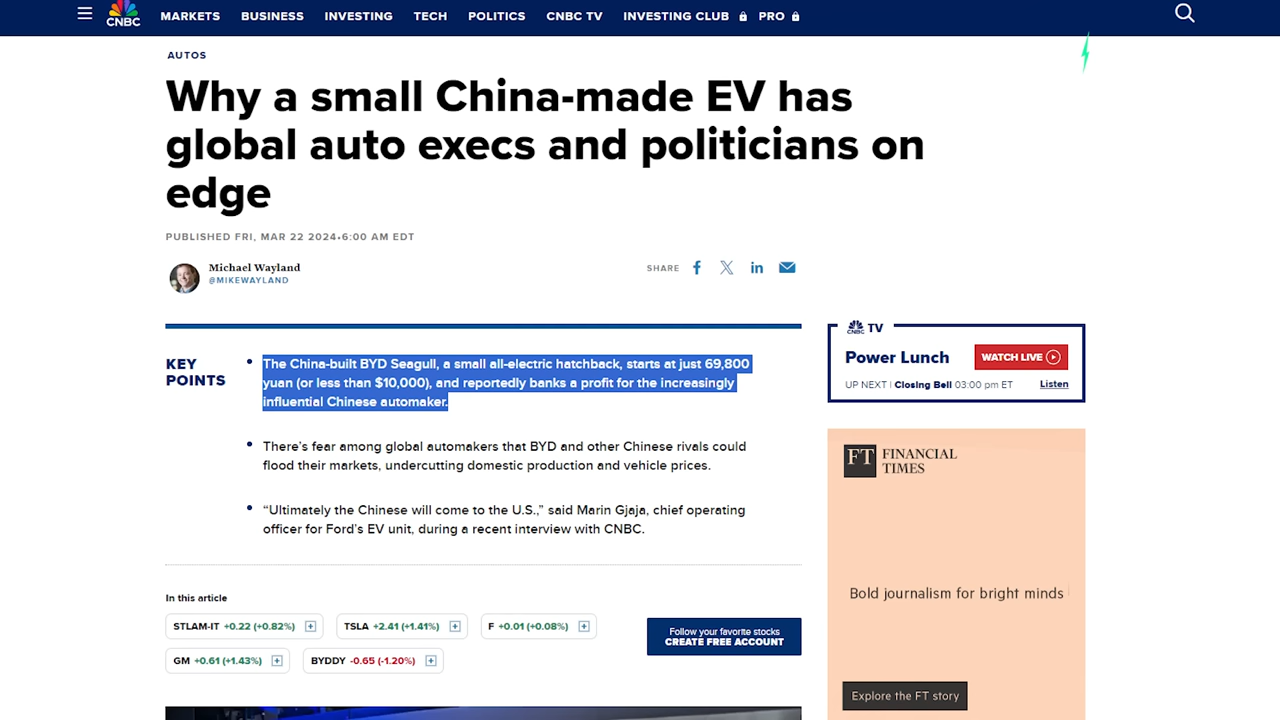 CNBC
MARKETS BUSINESS INVESTING TECH POLITICS CNBC TV INVESTING CLUB PRO
AUTOS
Why a small China-made EV has
global auto execs and politicians on
edge
PUBLISHED FRI, MAR 22 2024•6:00 AM EDT
Michael Wayland
@MIKEWAYLAND
SHARE
KEY
POINTS
The China-built BYD Seagull, a small all-electric hatchback, starts at just 69,800
yuan (or less than $10,000), and reportedly banks a profit for the increasingly
influential Chinese automaker.
There’s fear among global automakers that BYD and other Chinese rivals could
flood their markets, undercutting domestic production and vehicle prices.
“Ultimately the Chinese will come to the U.S.,” said Marin Gjaja, chief operating
officer for Ford’s EV unit, during a recent interview with CNBC.
In this article
STLAM-IT +0.22 (+0.82%) TSLA +2.41 (+1.41%) F +0.01 (+0.08%)
GM +0.61 (+1.43%) BYDDY -0.65 (-1.20%)
Follow your favorite stocks
CREATE FREE ACCOUNT
CNBC TV
Power Lunch WATCH LIVE
UP NEXT | Closing Bell 03:00 pm ET Listen
FT FINANCIAL
TIMES
Bold journalism for bright minds
Explore the FT story